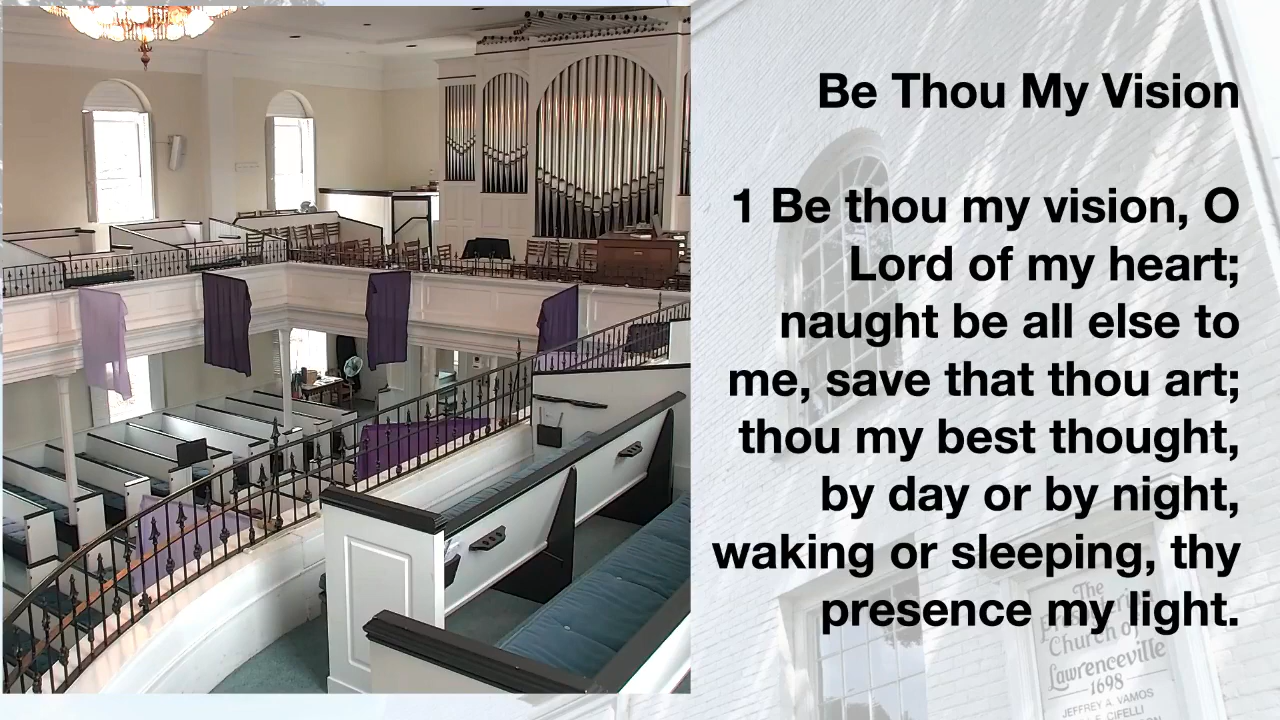 Be Thou My Vision
1 Be thou my vision, O
Lord of my heart;
naught be all else to
me, save that thou art;
thou my best thought,
by day or by night,
waking or sleeping, thy
presence my light.
The
Church of
Lawrenceville
1698
JEFFREY A. VAMOS
CIFELLI